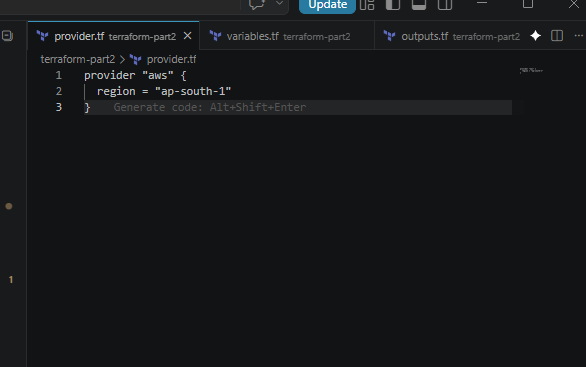 Update
provider.tf terraform-part2 variables.tf terraform-part2 outputs.tf terraform-part2
terraform-part2 > provider.tf
1 provider "aws" {
2 region = "ap-south-1"
3 } Generate code: Alt+Shift+Enter
1